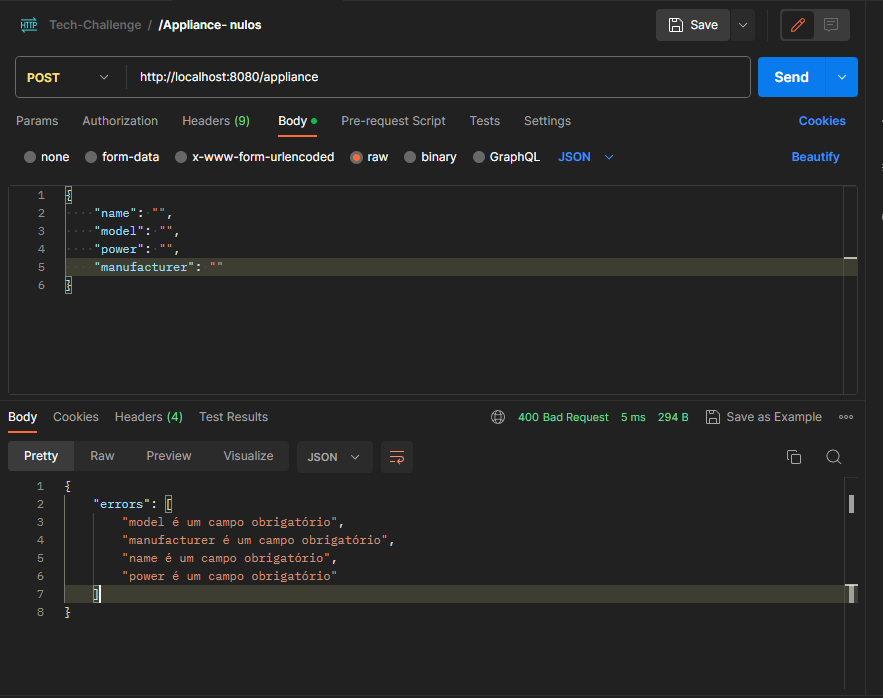 HTTP Tech-Challenge / /Appliance- nulos Save
POST http://localhost:8080/appliance Send
Params Authorization Headers (9) Body Pre-request Script Tests Settings Cookies
none form-data x-www-form-urlencoded raw binary GraphQL JSON Beautify
1 {
2 "name": "",
3 "model": "",
4 "power": "",
5 "manufacturer": ""
6 }
Body Cookies Headers (4) Test Results 400 Bad Request 5 ms 294 B Save as Example
Pretty Raw Preview Visualize JSON
1 {
2 "errors": [
3 "model é um campo obrigatório",
4 "manufacturer é um campo obrigatório",
5 "name é um campo obrigatório",
6 "power é um campo obrigatório"
7 ]
8 }